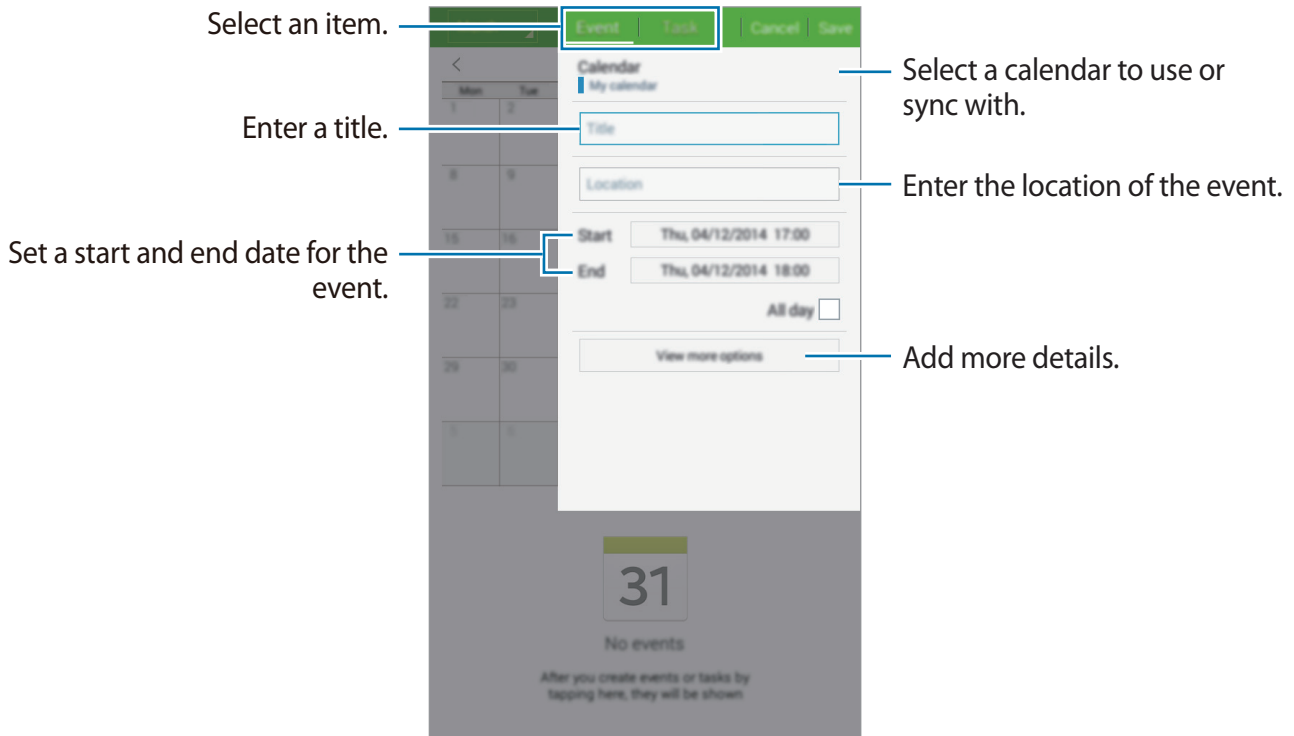 Select an item.
Event Task Cancel Save
Calendar
My calendar
Select a calendar to use or
sync with.
Mon Tue
1 2
Enter a title.
Title
8 9
Location
Enter the location of the event.
15 16
Start Thu, 04/12/2014 17:00
Set a start and end date for the
event.
End Thu, 04/12/2014 18:00
22 23
All day
View more options
Add more details.
29 30
31
No events
After you create events or tasks by
tapping here, they will be shown